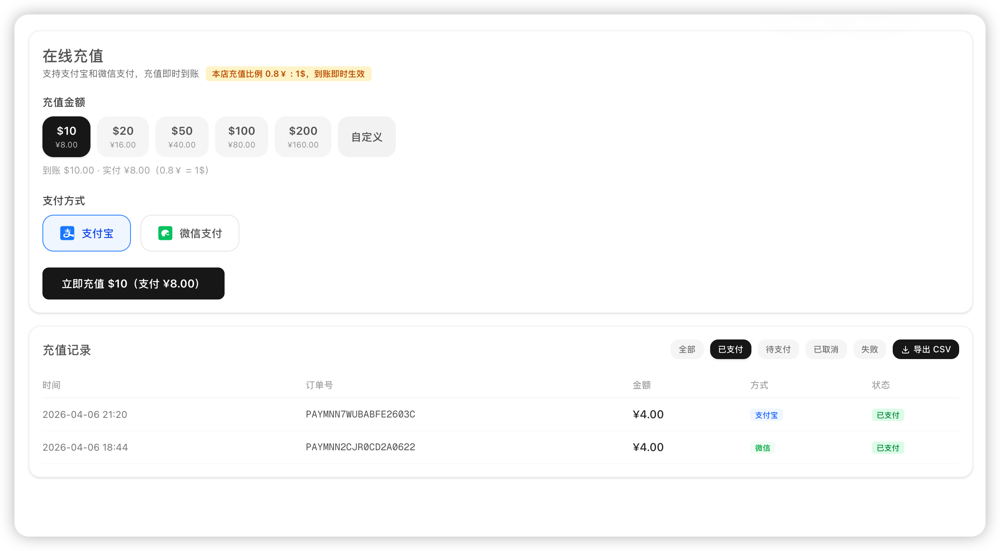 在线充值
支持支付宝和微信支付，充值即时到账 本店充值比例 0.8￥ : 1$，到账即时生效
充值金额
$10 $20 $50 $100 $200 自定义
¥8.00 ¥16.00 ¥40.00 ¥80.00 ¥160.00
到账 $10.00 · 实付 ¥8.00（0.8￥ = 1$）
支付方式
支付宝 微信支付
立即充值 $10（支付 ¥8.00）
充值记录 全部 已支付 待支付 已取消 失败 导出 CSV
时间 订单号 金额 方式 状态
2026-04-06 21:20 PAYMNN7WUBABFE2603C ¥4.00 支付宝 已支付
2026-04-06 18:44 PAYMNN2CJR0CD2A0622 ¥4.00 微信 已支付